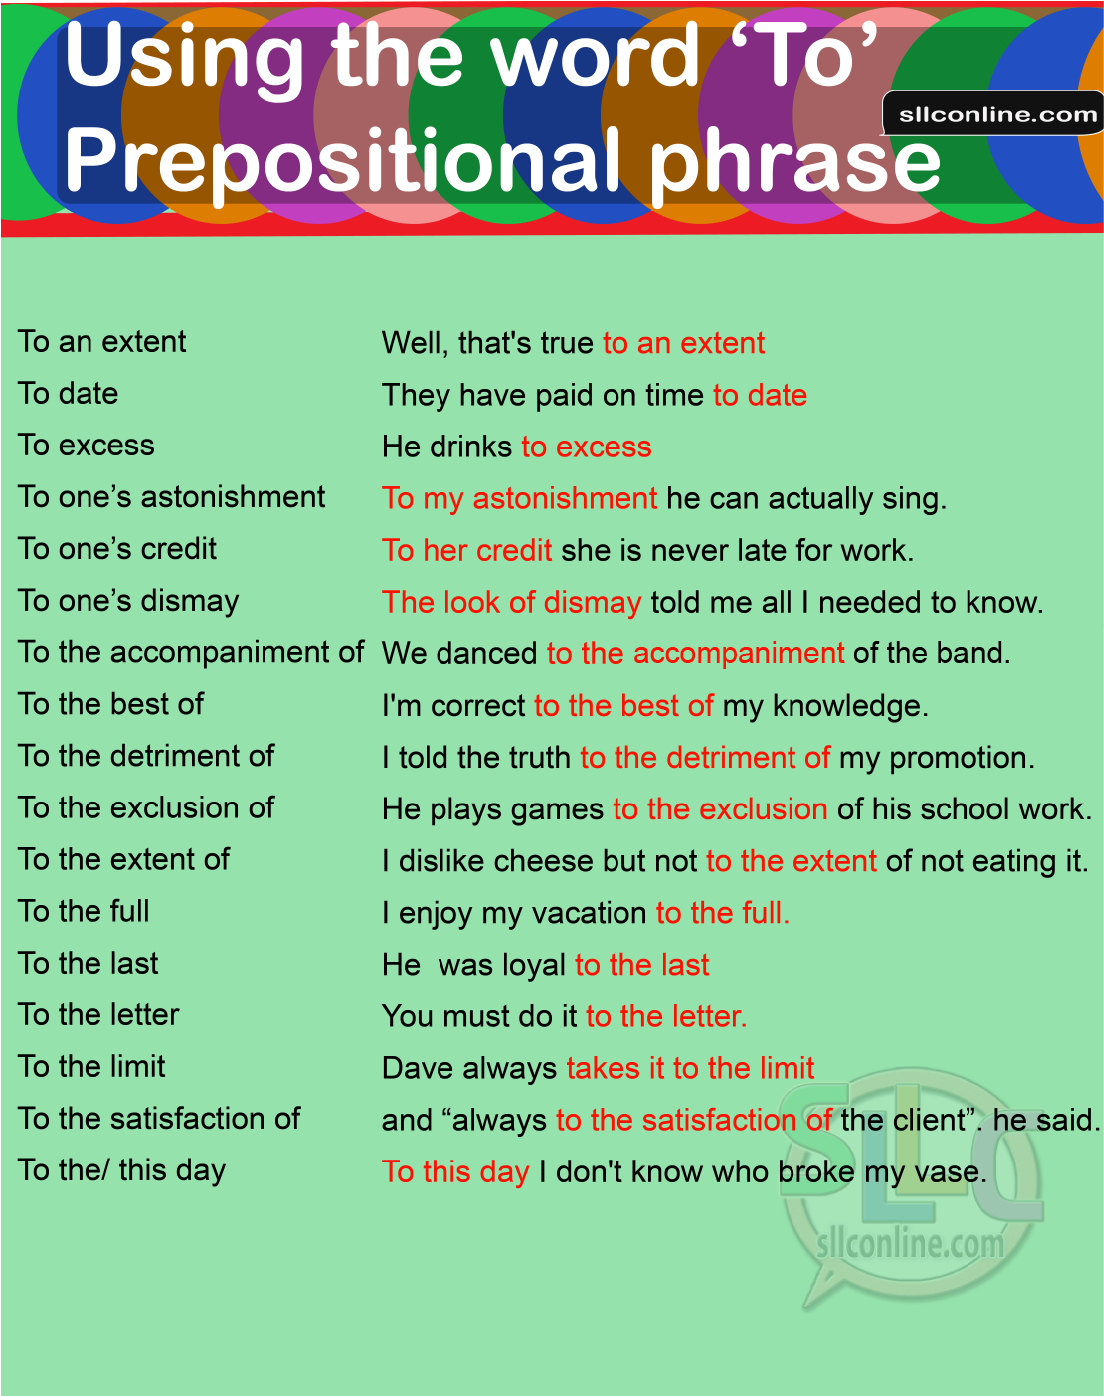 Using the word ‘To’
Prepositional phrase
sllconline.com
To an extent Well, that's true to an extent
To date They have paid on time to date
To excess He drinks to excess
To one’s astonishment To my astonishment he can actually sing.
To one’s credit To her credit she is never late for work.
To one’s dismay The look of dismay told me all I needed to know.
To the accompaniment of We danced to the accompaniment of the band.
To the best of I'm correct to the best of my knowledge.
To the detriment of I told the truth to the detriment of my promotion.
To the exclusion of He plays games to the exclusion of his school work.
To the extent of I dislike cheese but not to the extent of not eating it.
To the full I enjoy my vacation to the full.
To the last He was loyal to the last
To the letter You must do it to the letter.
To the limit Dave always takes it to the limit
To the satisfaction of and “always to the satisfaction of the client”. he said.
To the/ this day To this day I don't know who broke my vase.
SLLC
sllconline.com